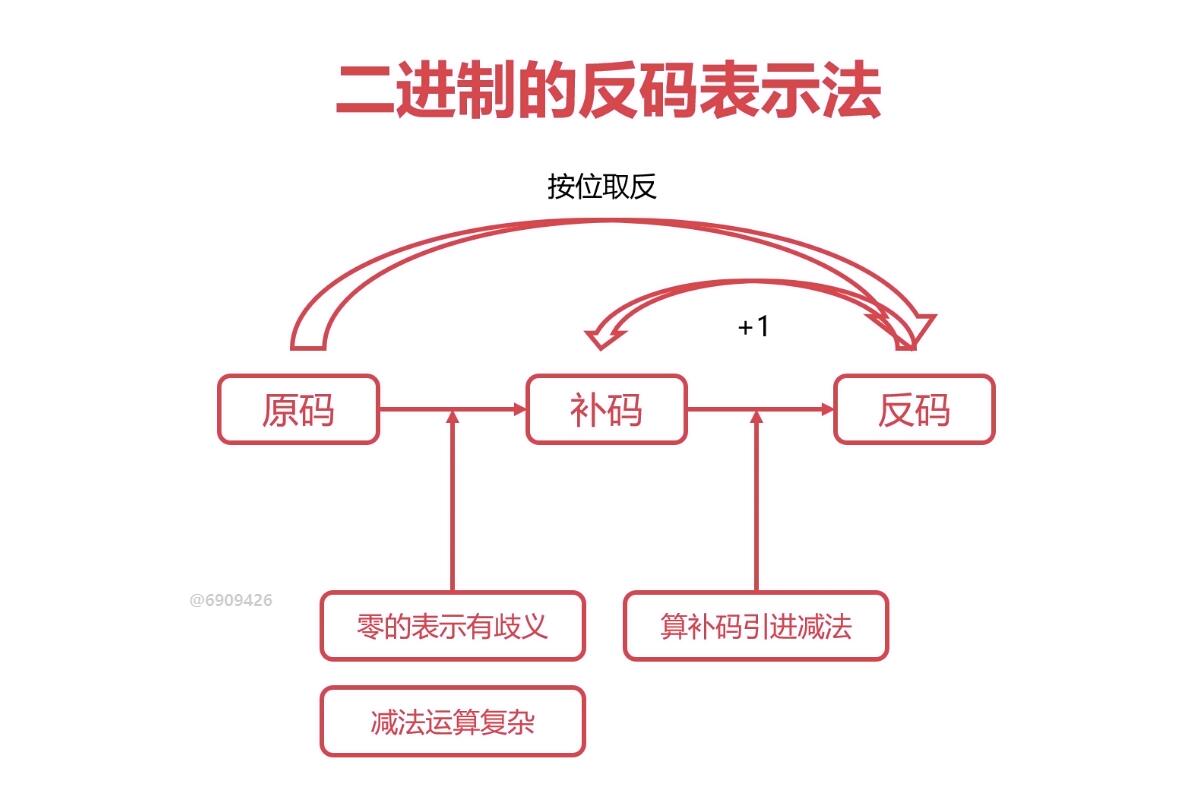 二进制的反码表示法
按位取反
+1
原码
补码
反码
@6909426
零的表示有歧义
算补码引进减法
减法运算复杂